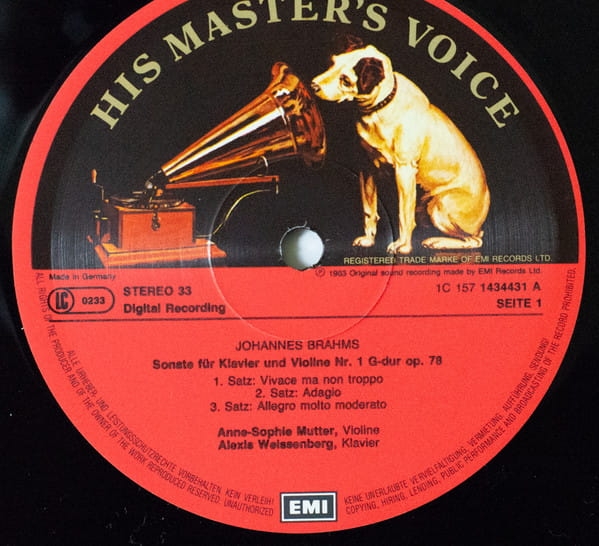 HIS MASTER'S VOICE
REGISTERED TRADE MARKE OF EMI RECORDS LTD.
℗ 1983 Original sound recording made by EMI Records Ltd.
Made in Germany
LC 0233
STEREO 33
Digital Recording
1C 157 1434431 A
SEITE 1
JOHANNES BRAHMS
Sonate für Klavier und Violine Nr. 1 G-dur op. 78
1. Satz: Vivace ma non troppo
2. Satz: Adagio
3. Satz: Allegro molto moderato
Anne-Sophie Mutter, Violine
Alexis Weissenberg, Klavier
ALLE URHEBER- UND LEISTUNGSSCHUTZRECHTE VORBEHALTEN KEIN VERLEIH!
KEINE UNERLAUBTE VERVIELFÄLTIGUNG, VERMIETUNG, AUFFÜHRUNG, SENDUNG!
ALL RIGHTS OF THE PRODUCER AND OF THE OWNER OF THE WORK REPRODUCED RESERVED. UNAUTHORIZED
COPYING, HIRING, LENDING, PUBLIC PERFORMANCE AND BROADCASTING OF THE RECORD PROHIBITED.
EMI